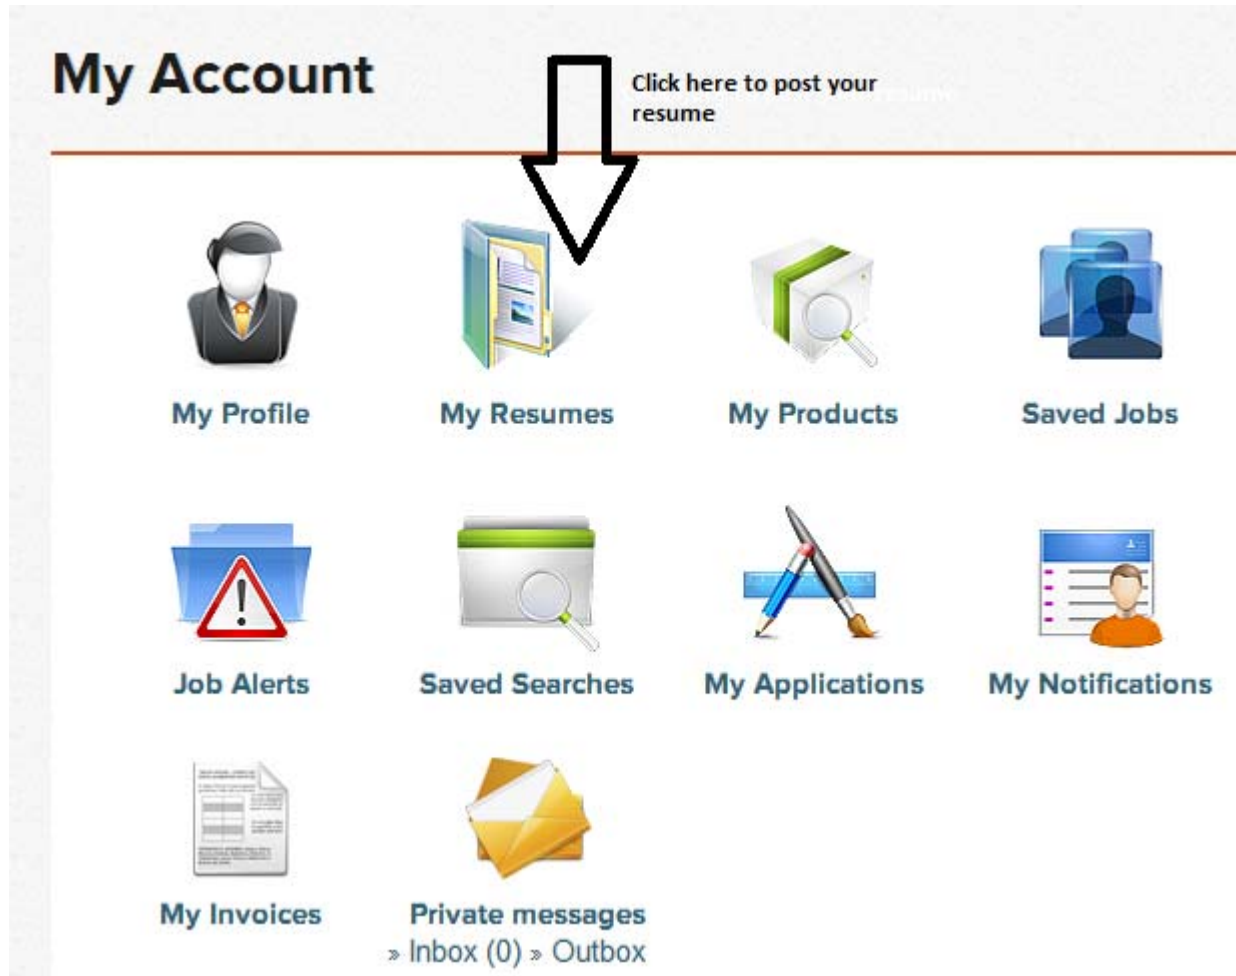 My Account
Click here to post your
resume
My Profile
My Resumes
My Products
Saved Jobs
Job Alerts
Saved Searches
My Applications
My Notifications
My Invoices
Private messages
» Inbox (0) » Outbox